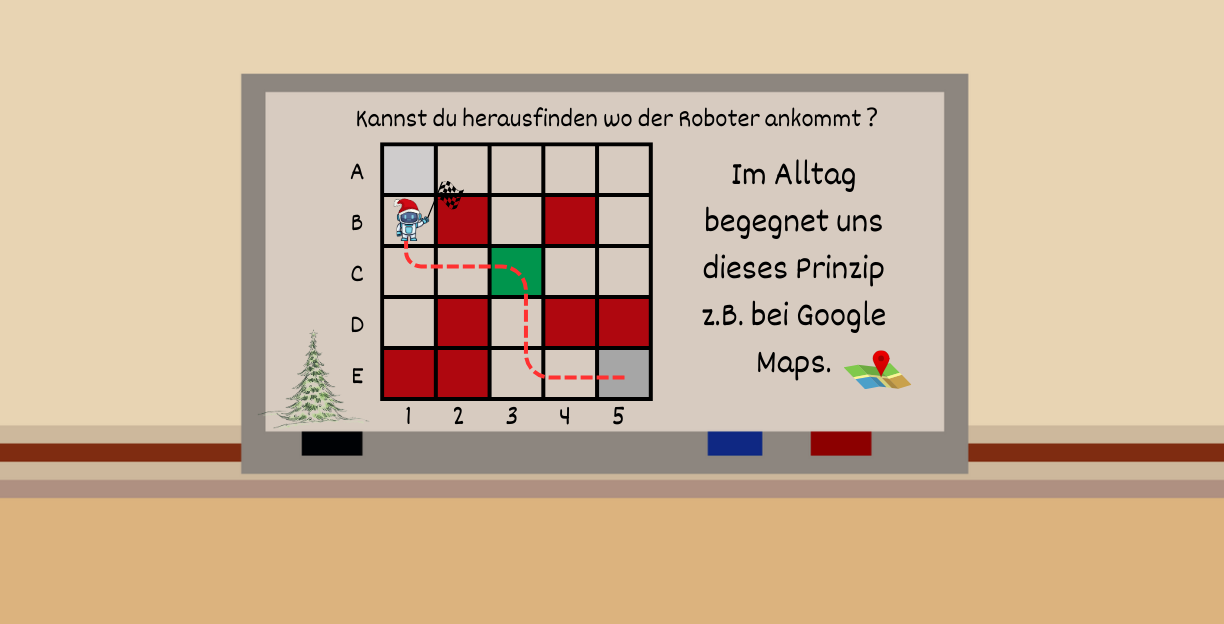 Kannst du herausfinden wo der Roboter ankommt ?
A
B
C
D
E
1 2 3 4 5
Im Alltag
begegnet uns
dieses Prinzip
z.B. bei Google
Maps.